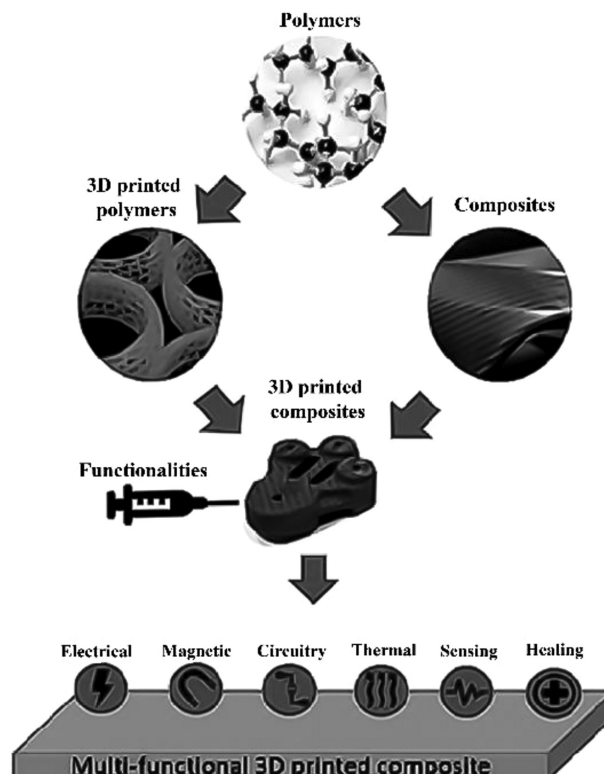 Polymers
3D printed
polymers
Composites
3D printed
composites
Functionalities
Electrical Magnetic Circuitry Thermal Sensing Healing
Multi-functional 3D printed composite